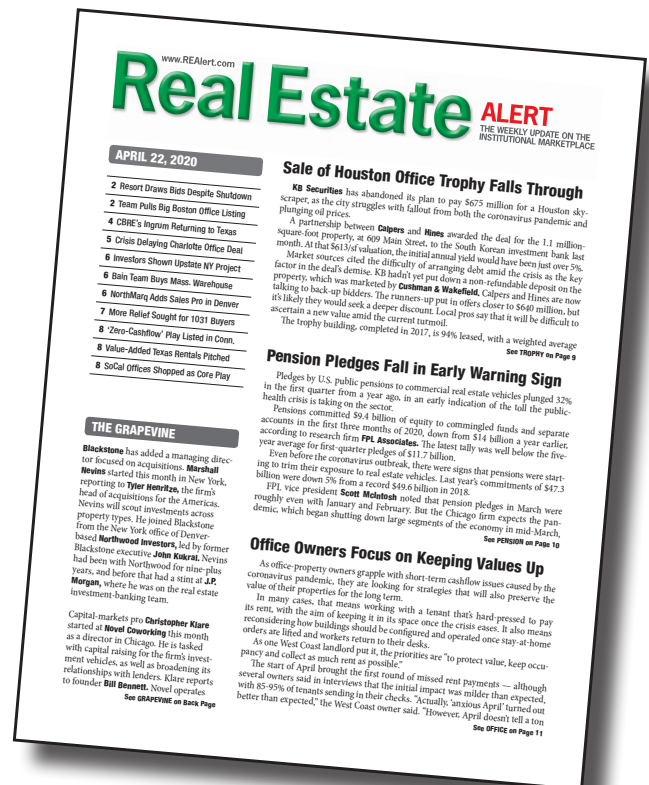 www.REAlert.com
Real Estate
ALERT
THE WEEKLY UPDATE ON THE
INSTITUTIONAL MARKETPLACE
APRIL 22, 2020
2 Resort Draws Bids Despite Shutdown
2 Team Pulls Big Boston Office Listing
4 CBRE's Ingrum Returning to Texas
5 Crisis Delaying Charlotte Office Deal
6 Investors Shown Upstate NY Project
6 Bain Team Buys Mass. Warehouse
6 NorthMarq Adds Sales Pro in Denver
7 More Relief Sought for 1031 Buyers
8 'Zero-Cashflow' Play Listed in Conn.
8 Value-Added Texas Rentals Pitched
8 SoCal Offices Shopped as Core Play
THE GRAPEVINE
Blackstone has added a managing direc-
tor focused on acquisitions. Marshall
Nevins started this month in New York,
reporting to Tyler Henritze, the firm's
head of acquisitions for the Americas.
Nevins will scout investments across
property types. He joined Blackstone
from the New York office of Denver-
based Northwood Investors, led by former
Blackstone executive John Kukral. Nevins
had been with Northwood for nine-plus
years, and before that had a stint at J.P.
Morgan, where he was on the real estate
investment-banking team.
Capital-markets pro Christopher Klare
started at Novel Coworking this month
as a director in Chicago. He is tasked
with capital raising for the firm's invest-
ment vehicles, as well as broadening its
relationships with lenders. Klare reports
to founder Bill Bennett. Novel operates
See GRAPEVINE on Back Page
Sale of Houston Office Trophy Falls Through
KB Securities has abandoned its plan to pay $675 million for a Houston sky-
scraper, as the city struggles with fallout from both the coronavirus pandemic and
plunging oil prices.
A partnership between Calpers and Hines awarded the deal for the 1.1 million-
square-foot property, at 609 Main Street, to the South Korean investment bank last
month. At that $613/sf valuation, the initial annual yield would have been just over 5%.
Market sources cited the difficulty of arranging debt amid the crisis as the key
factor in the deal's demise. KB hadn't yet put down a non-refundable deposit on the
property, which was marketed by Cushman & Wakefield. Calpers and Hines are now
talking to back-up bidders. The runners-up put in offers closer to $640 million, but
it's likely they would seek a deeper discount. Local pros say that it will be difficult to
ascertain a new value amid the current turmoil.
The trophy building, completed in 2017, is 94% leased, with a weighted average
See TROPHY on Page 9
Pension Pledges Fall in Early Warning Sign
Pledges by U.S. public pensions to commercial real estate vehicles plunged 32%
in the first quarter from a year ago, in an early indication of the toll the public-
health crisis is taking on the sector.
Pensions committed $9.4 billion of equity to commingled funds and separate
accounts in the first three months of 2020, down from $14 billion a year earlier,
according to research firm FPL Associates. The latest tally was well below the five-
year average for first-quarter pledges of $11.7 billion.
Even before the coronavirus outbreak, there were signs that pensions were start-
ing to trim their exposure to real estate vehicles. Last year's commitments of $47.3
billion were down 5% from a record $49.6 billion in 2018.
FPL vice president Scott McIntosh noted that pension pledges in March were
roughly even with January and February. But the Chicago firm expects the pan-
demic, which began shutting down large segments of the economy in mid-March,
See PENSION on Page 10
Office Owners Focus on Keeping Values Up
As office-property owners grapple with short-term cashflow issues caused by the
coronavirus pandemic, they are looking for strategies that will also preserve the
value of their properties for the long term.
In many cases, that means working with a tenant that's hard-pressed to pay
its rent, with the aim of keeping it in its space once the crisis eases. It also means
reconsidering how buildings should be configured and operated once stay-at-home
orders are lifted and workers return to their desks.
As one West Coast landlord put it, the priorities are "to protect value, keep occu-
pancy and collect as much rent as possible."
The start of April brought the first round of missed rent payments — although
several owners said in interviews that the initial impact was milder than expected,
with 85-95% of tenants sending in their checks. "Actually, 'anxious April' turned out
better than expected," the West Coast owner said. "However, April doesn't tell a ton
See OFFICE on Page 11